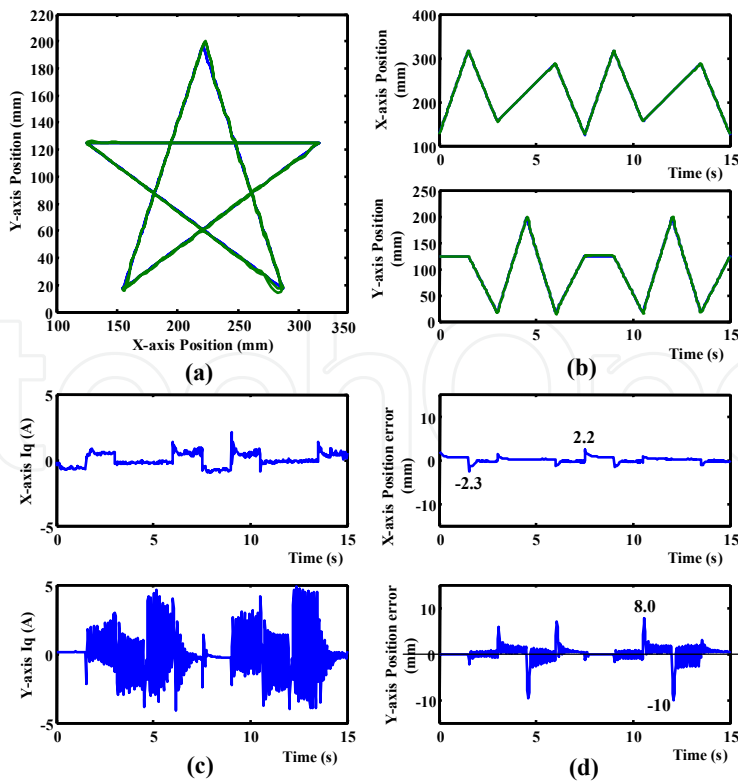 220
200
180
160
140
120
100
80
60
40
20
0
Y-axis Position (mm)
100 150 200 250 300 350
X-axis Position (mm)
(a)
400
300
200
100
X-axis Position
(mm)
0 5 10 15
Time (s)
250
200
150
100
50
0
Y-axis Position
(mm)
0 5 10 15
Time (s)
(b)
5
0
-5
X-axis Iq (A)
0 5 10 15
Time (s)
5
0
-5
Y-axis Iq (A)
0 5 10 15
Time (s)
(c)
10
0
-10
X-axis Position error
(mm)
2.2
-2.3
0 5 10 15
Time (s)
10
0
-10
Y-axis Position error
(mm)
8.0
-10
0 5 10 15
Time (s)
(d)